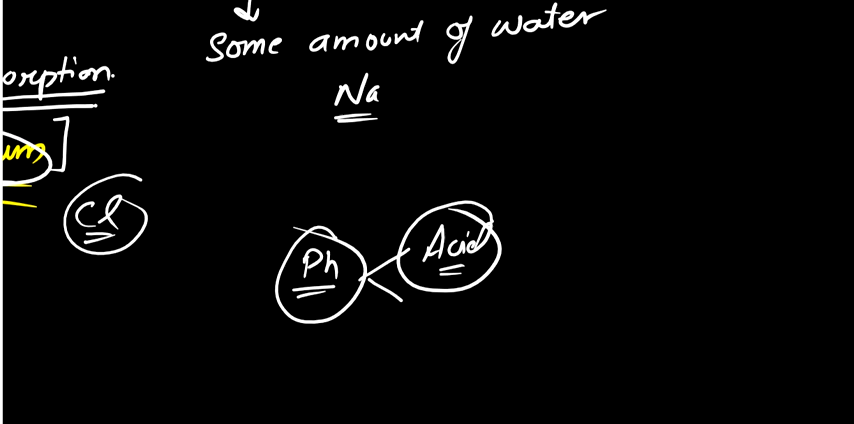 Some amount of water
orption.
Na
Cl
Acid
Ph